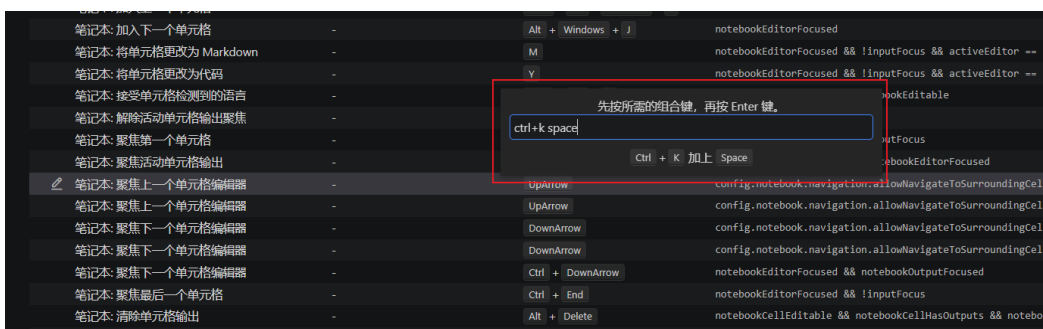 笔记本: 加入下一个单元格 - Alt + Windows + J notebookEditorFocused
笔记本: 将单元格更改为 Markdown - M notebookEditorFocused && !inputFocus && activeEditor ==
笔记本: 将单元格更改为代码 - Y notebookEditorFocused && !inputFocus && activeEditor ==
笔记本: 接受单元格检测到的语言 -
先按所需的组合键，再按 Enter 键。
笔记本: 解除活动单元格输出聚焦 -
ctrl+k space
笔记本: 聚焦第一个单元格 -
笔记本: 聚焦活动单元格输出 -
Ctrl + K 加上 Space
笔记本: 聚焦上一个单元格编辑器 - UpArrow config.notebook.navigation.allowNavigateToSurroundingCel
笔记本: 聚焦上一个单元格编辑器 - UpArrow config.notebook.navigation.allowNavigateToSurroundingCel
笔记本: 聚焦下一个单元格编辑器 - DownArrow config.notebook.navigation.allowNavigateToSurroundingCel
笔记本: 聚焦下一个单元格编辑器 - DownArrow config.notebook.navigation.allowNavigateToSurroundingCel
笔记本: 聚焦下一个单元格编辑器 - Ctrl + DownArrow notebookEditorFocused && notebookOutputFocused
笔记本: 聚焦最后一个单元格 - Ctrl + End notebookEditorFocused && !inputFocus
笔记本: 清除单元格输出 - Alt + Delete notebookCellEditable && notebookCellHasOutputs && notebo